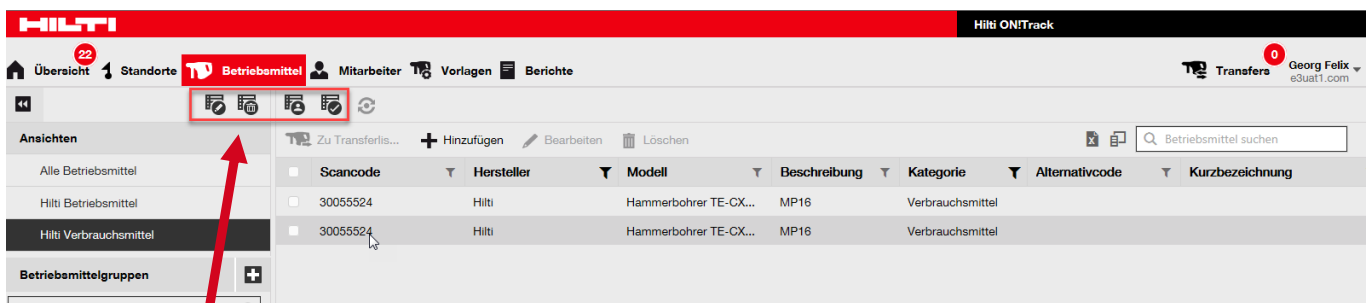 HILTI
Hilti ON!Track
22
Übersicht Standorte Betriebsmittel Mitarbeiter Vorlagen Berichte
0
Transfers
Georg Felix
e3uat1.com
Ansichten
Zu Transferlis... Hinzufügen Bearbeiten Löschen
Betriebsmittel suchen
Alle Betriebsmittel
Scancode Hersteller Modell Beschreibung Kategorie Alternativcode Kurzbezeichnung
Hilti Betriebsmittel
30055524 Hilti Hammerbohrer TE-CX... MP16 Verbrauchsmittel
Hilti Verbrauchsmittel
30055524 Hilti Hammerbohrer TE-CX... MP16 Verbrauchsmittel
Betriebsmittelgruppen